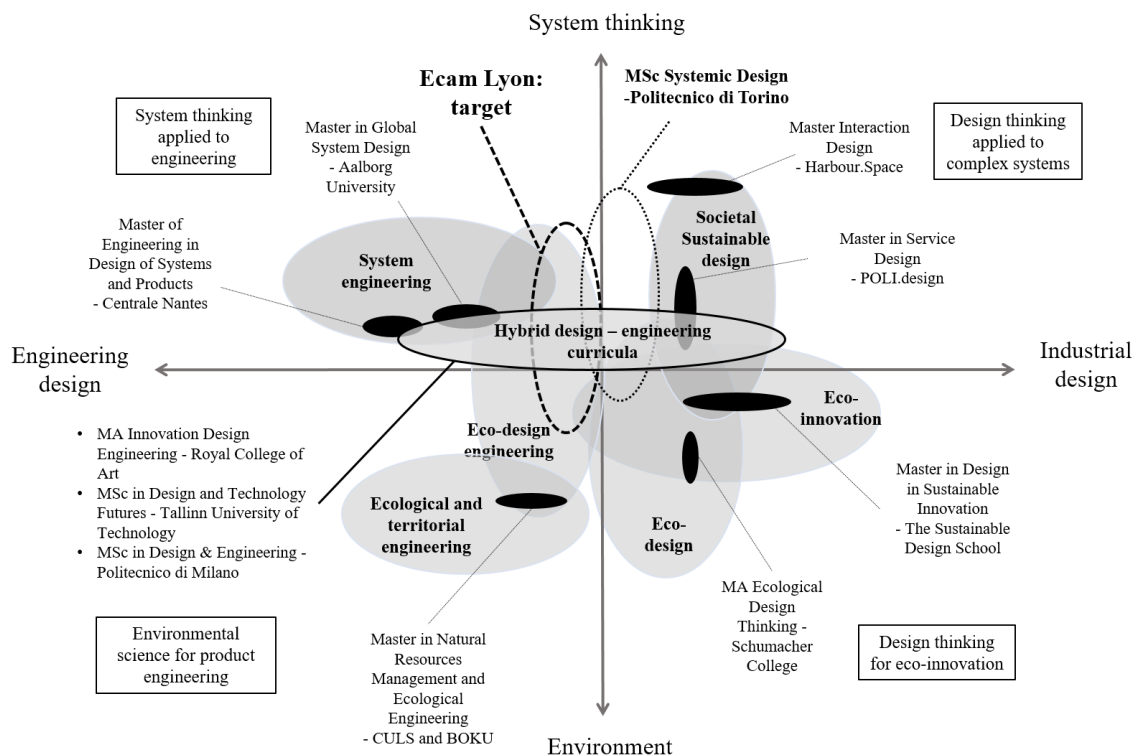 System thinking
Ecam Lyon:
target
MSc Systemic Design
-Politecnico di Torino
System thinking
applied to
engineering
Master in Global
System Design
- Aalborg
University
Master Interaction
Design
- Harbour.Space
Design thinking
applied to
complex systems
Master of
Engineering in
Design of Systems
and Products
- Centrale Nantes
System
engineering
Societal
Sustainable
design
Master in Service
Design
- POLI.design
Hybrid design – engineering
curricula
Engineering
design
Industrial
design
Eco-
innovation
• MA Innovation Design
Engineering - Royal College of
Art
• MSc in Design and Technology
Futures - Tallinn University of
Technology
• MSc in Design & Engineering -
Politecnico di Milano
Eco-design
engineering
Ecological and
territorial
engineering
Eco-
design
Master in Design
in Sustainable
Innovation
- The Sustainable
Design School
MA Ecological
Design
Thinking -
Schumacher
College
Environmental
science for product
engineering
Master in Natural
Resources
Management and
Ecological
Engineering
- CULS and BOKU
Design thinking
for eco-innovation
Environment